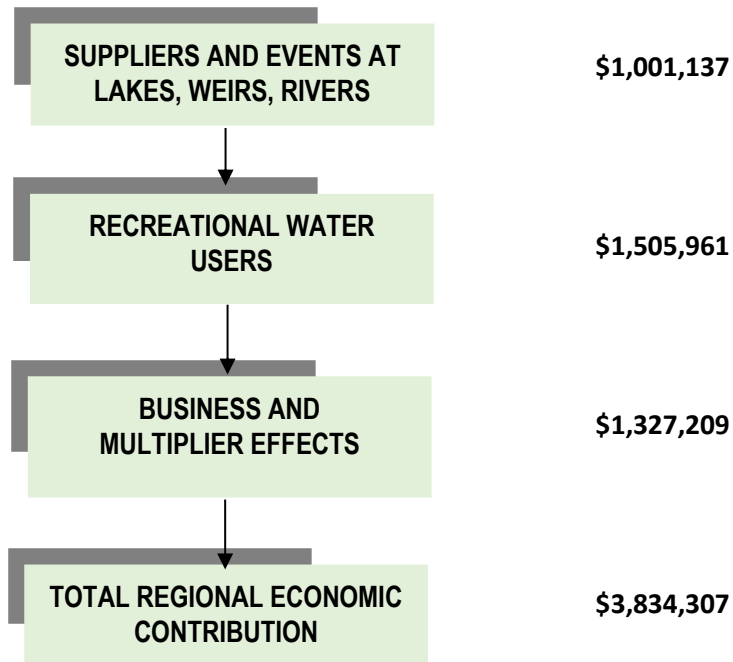 SUPPLIERS AND EVENTS AT
LAKES, WEIRS, RIVERS
$1,001,137
RECREATIONAL WATER
USERS
$1,505,961
BUSINESS AND
MULTIPLIER EFFECTS
$1,327,209
TOTAL REGIONAL ECONOMIC
CONTRIBUTION
$3,834,307